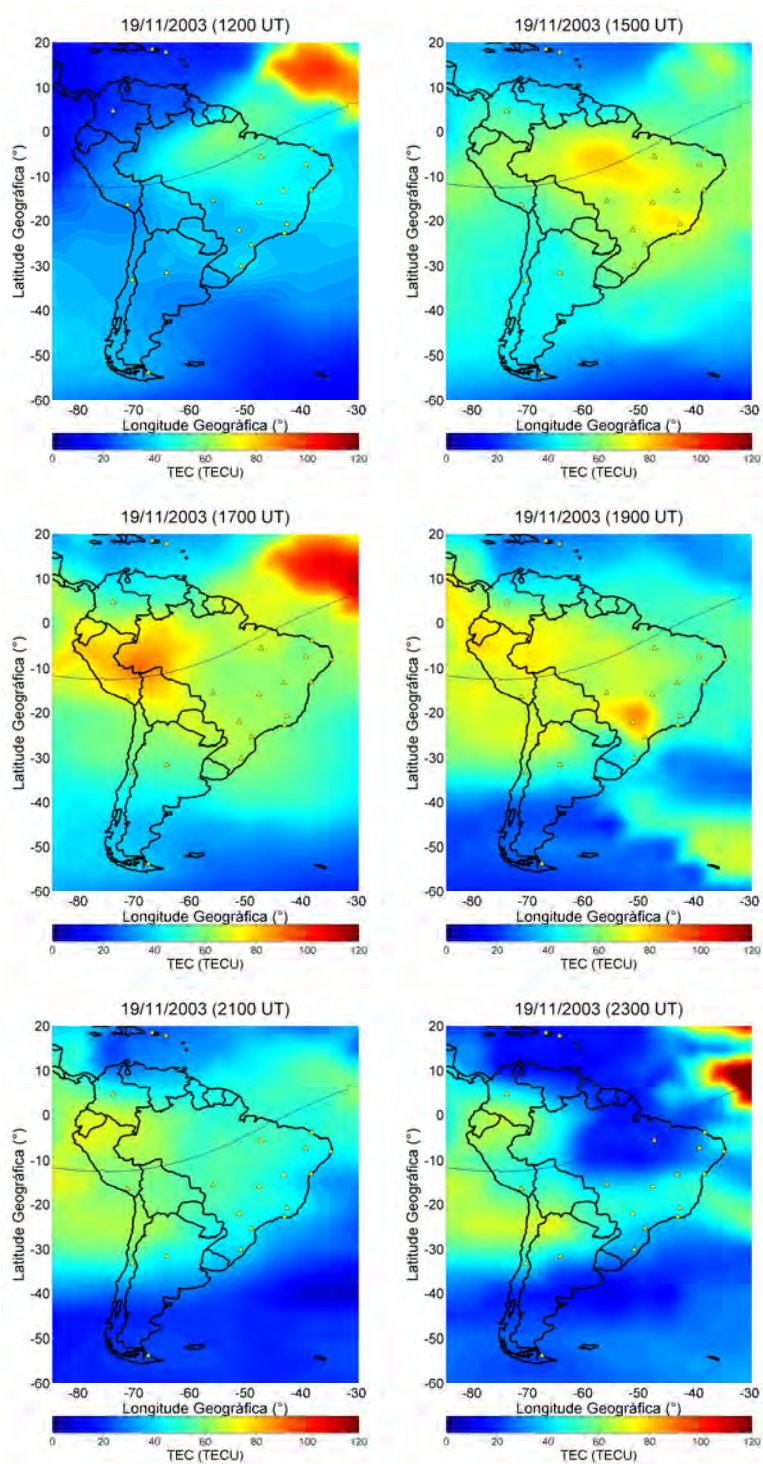 19/11/2003 (1200 UT)
20
10
0
-10
-20
-30
-40
-50
-60
Latitude Geográfica (°)
-80 -70 -60 -50 -40 -30
Longitude Geográfica (°)
0 20 40 60 80 100 120
TEC (TECU)
19/11/2003 (1500 UT)
20
10
0
-10
-20
-30
-40
-50
-60
Latitude Geográfica (°)
-80 -70 -60 -50 -40 -30
Longitude Geográfica (°)
0 20 40 60 80 100 120
TEC (TECU)
19/11/2003 (1700 UT)
20
10
0
-10
-20
-30
-40
-50
-60
Latitude Geográfica (°)
-80 -70 -60 -50 -40 -30
Longitude Geográfica (°)
0 20 40 60 80 100 120
TEC (TECU)
19/11/2003 (1900 UT)
20
10
0
-10
-20
-30
-40
-50
-60
Latitude Geográfica (°)
-80 -70 -60 -50 -40 -30
Longitude Geográfica (°)
0 20 40 60 80 100 120
TEC (TECU)
19/11/2003 (2100 UT)
20
10
0
-10
-20
-30
-40
-50
-60
Latitude Geográfica (°)
-80 -70 -60 -50 -40 -30
Longitude Geográfica (°)
0 20 40 60 80 100 120
TEC (TECU)
19/11/2003 (2300 UT)
20
10
0
-10
-20
-30
-40
-50
-60
Latitude Geográfica (°)
-80 -70 -60 -50 -40 -30
Longitude Geográfica (°)
0 20 40 60 80 100 120
TEC (TECU)